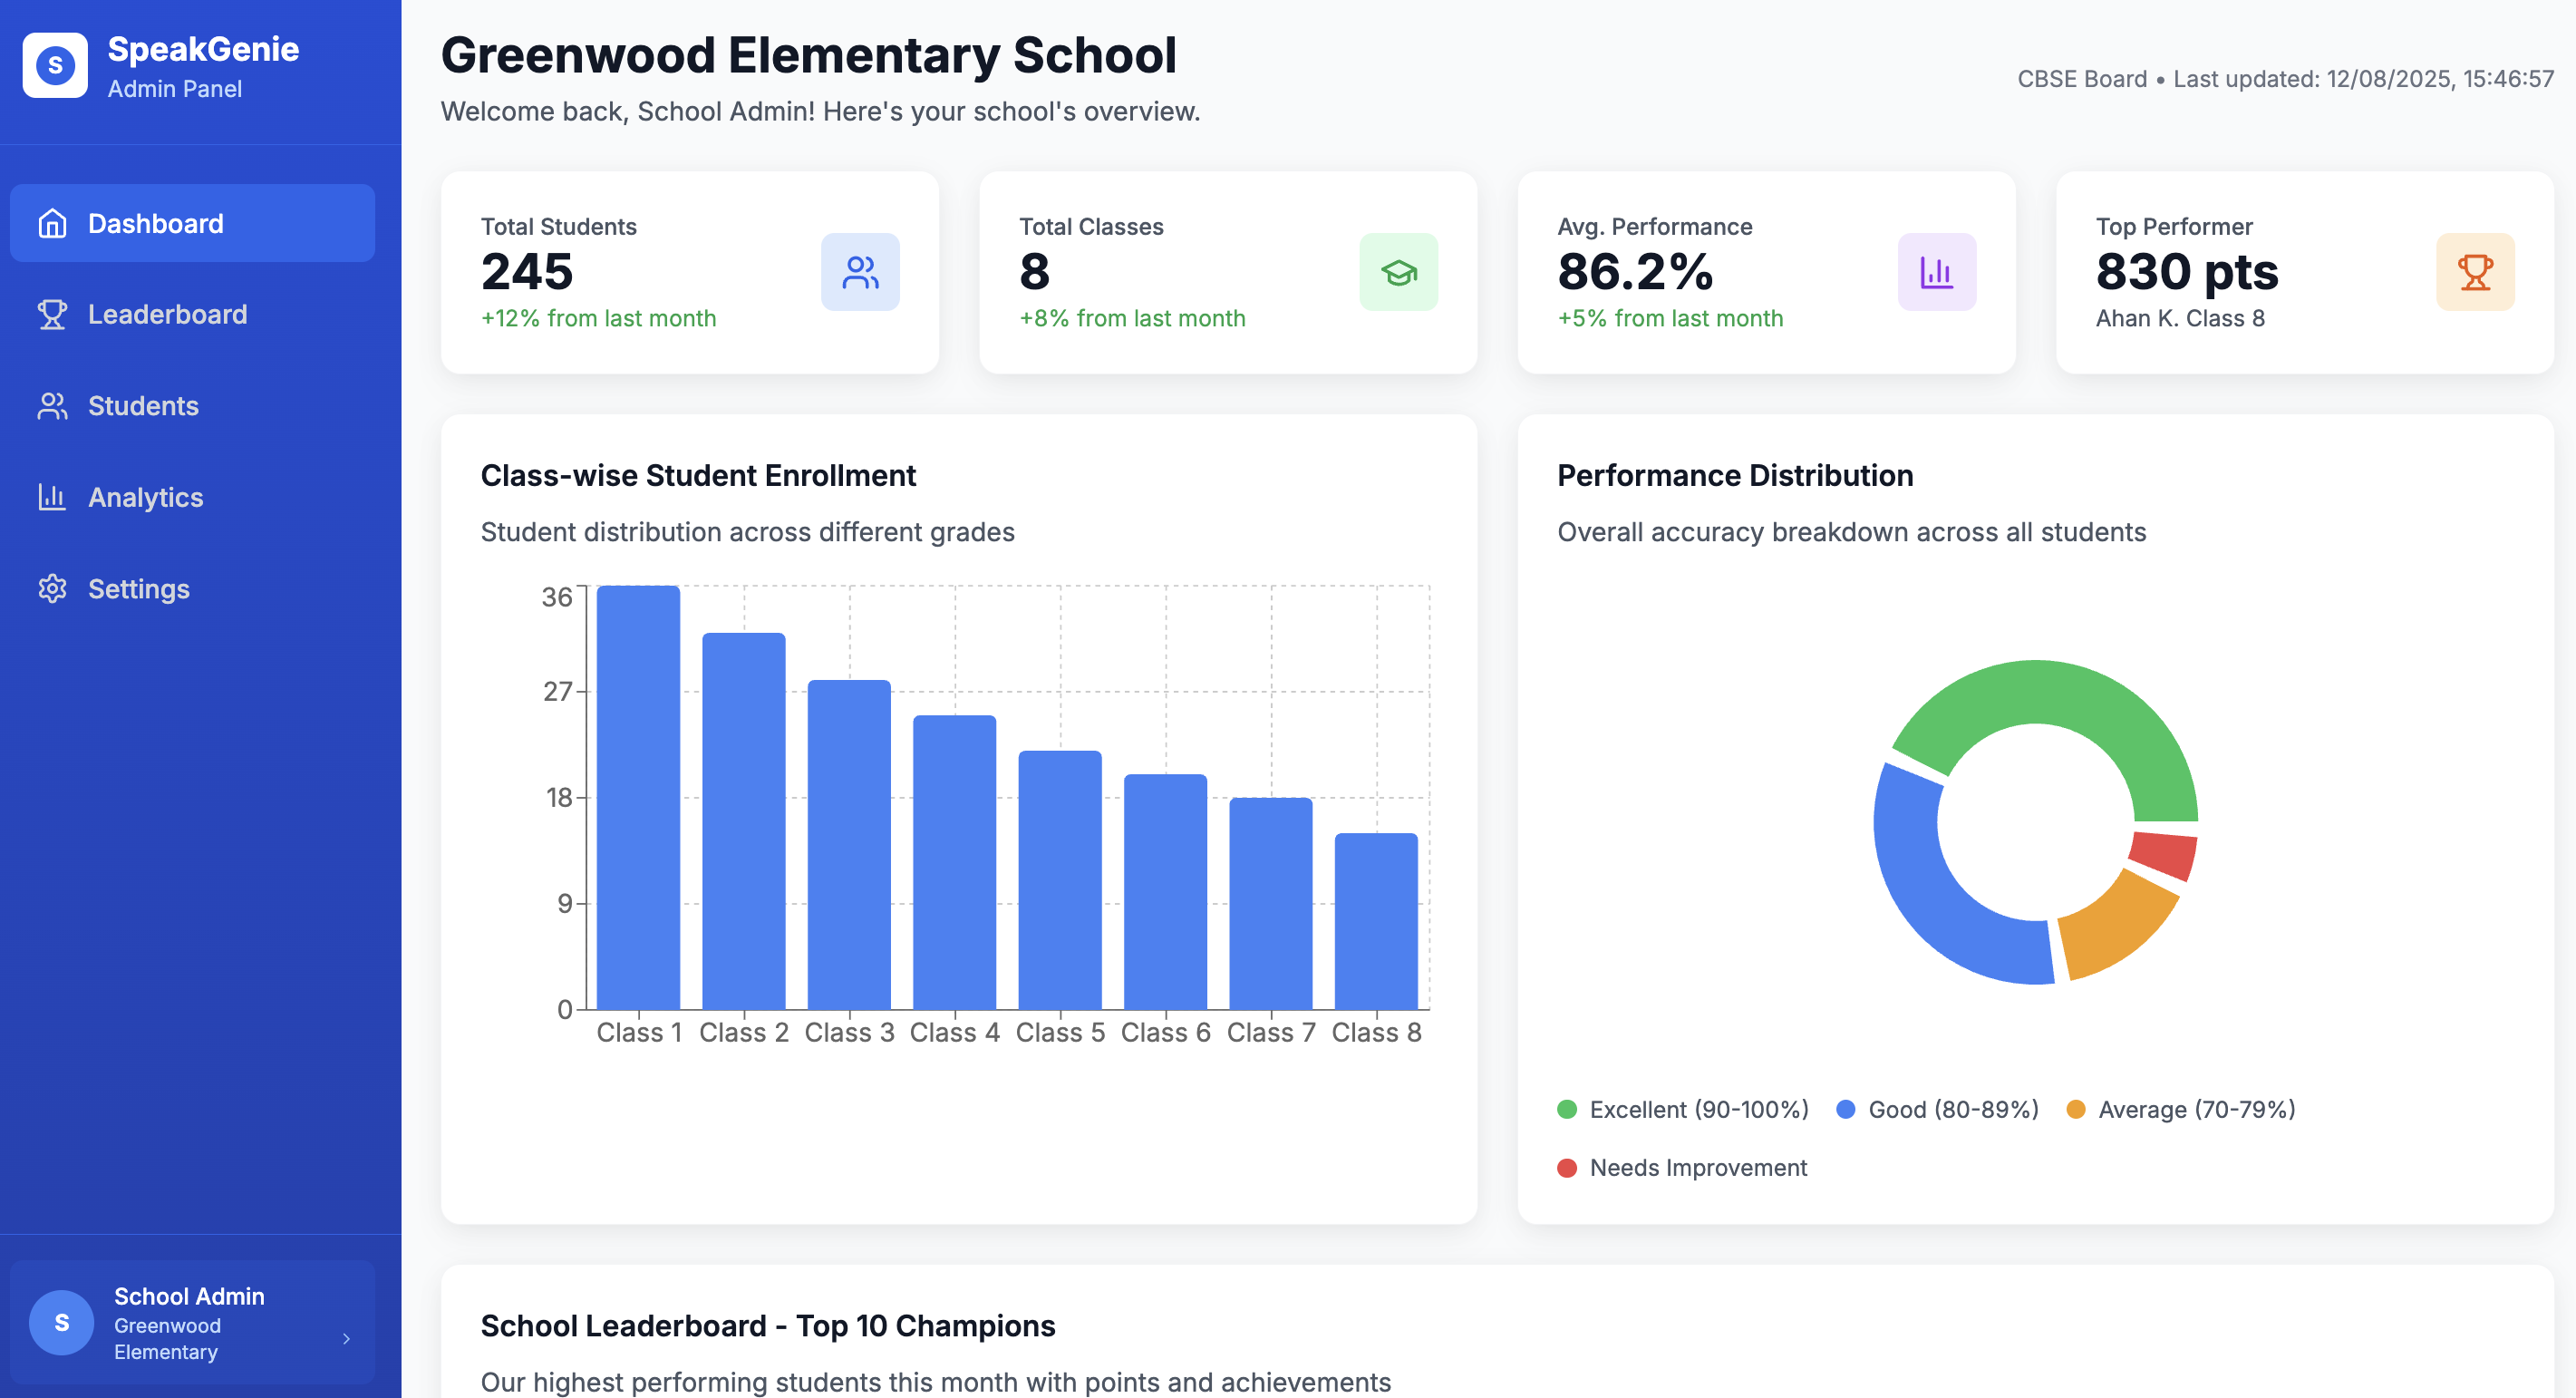 S
SpeakGenie
Admin Panel
Dashboard
Leaderboard
Students
Analytics
Settings
S
School Admin
Greenwood
Elementary
Greenwood Elementary School
Welcome back, School Admin! Here's your school's overview.
CBSE Board • Last updated: 12/08/2025, 15:46:57
Total Students
245
+12% from last month
Total Classes
8
+8% from last month
Avg. Performance
86.2%
+5% from last month
Top Performer
830 pts
Ahan K. Class 8
Class-wise Student Enrollment
Student distribution across different grades
36
27
18
9
0
Class 1 Class 2 Class 3 Class 4 Class 5 Class 6 Class 7 Class 8
Performance Distribution
Overall accuracy breakdown across all students
Excellent (90-100%) Good (80-89%) Average (70-79%)
Needs Improvement
School Leaderboard - Top 10 Champions
Our highest performing students this month with points and achievements